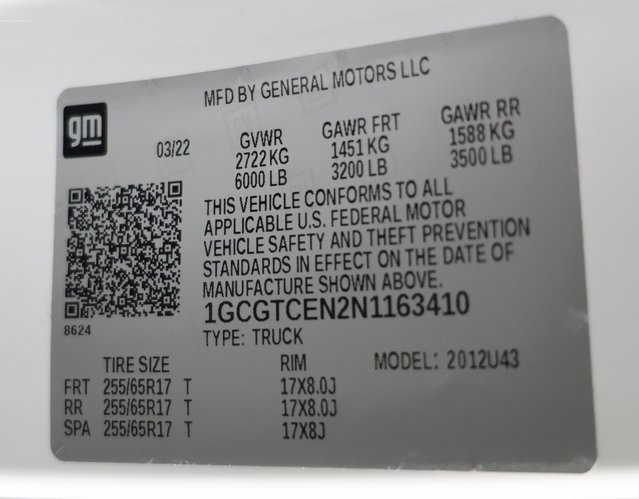 MFD BY GENERAL MOTORS LLC
gm
03/22
GVWR GAWR FRT GAWR RR
2722 KG 1451 KG 1588 KG
6000 LB 3200 LB 3500 LB
THIS VEHICLE CONFORMS TO ALL
APPLICABLE U.S. FEDERAL MOTOR
VEHICLE SAFETY AND THEFT PREVENTION
STANDARDS IN EFFECT ON THE DATE OF
MANUFACTURE SHOWN ABOVE.
1GCGTCEN2N1163410
8624
TYPE: TRUCK
TIRE SIZE RIM MODEL: 2012U43
FRT 255/65R17 T 17X8.0J
RR 255/65R17 T 17X8.0J
SPA 255/65R17 T 17X8J